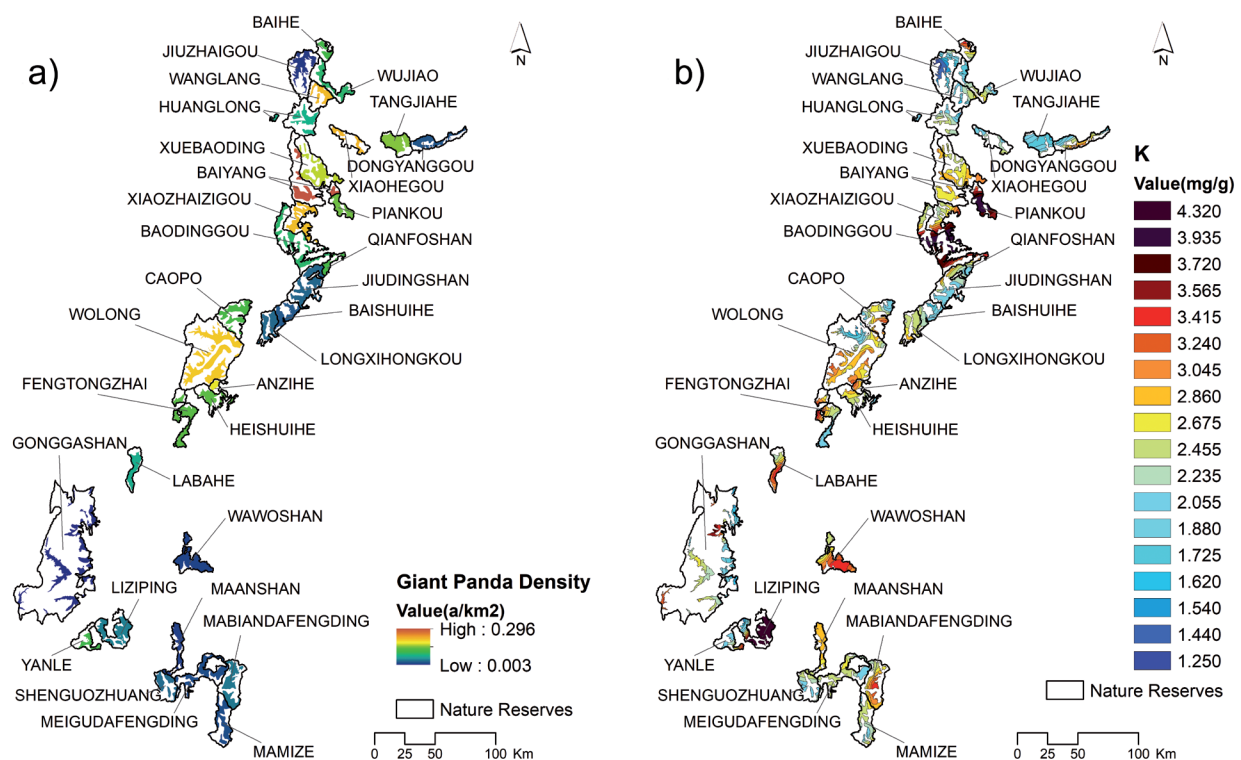 a)
BAIHE
JIUZHAIGOU
WANGLANG
WUJIAO
HUANGLONG
TANGJIAHE
XUEBAODING
DONGYANGGOU
BAIYANG
XIAOHEGOU
XIAOZHAIZIGOU
PIANKOU
BAODINGGOU
QIANFOSHAN
CAOPO
JIUDINGSHAN
WOLONG
BAISHUIHE
LONGXIHONGKOU
FENGTONGZHAI
ANZIHE
HEISHUIHE
GONGGASHAN
LABAHE
WAWOSHAN
LIZIPING
MAANSHAN
MABIANDAFENGDING
YANLE
SHENGUOZHUANG
MEIGUDAFENGDING
MAMIZE
N
Giant Panda Density
Value(a/km2)
High : 0.296
Low : 0.003
Nature Reserves
0 25 50 100 Km
b)
BAIHE
JIUZHAIGOU
WANGLANG
WUJIAO
HUANGLONG
TANGJIAHE
XUEBAODING
DONGYANGGOU
BAIYANG
XIAOHEGOU
XIAOZHAIZIGOU
PIANKOU
BAODINGGOU
QIANFOSHAN
CAOPO
JIUDINGSHAN
WOLONG
BAISHUIHE
LONGXIHONGKOU
FENGTONGZHAI
ANZIHE
HEISHUIHE
GONGGASHAN
LABAHE
WAWOSHAN
LIZIPING
MAANSHAN
MABIANDAFENGDING
YANLE
SHENGUOZHUANG
MEIGUDAFENGDING
MAMIZE
N
K
Value(mg/g)
4.320
3.935
3.720
3.565
3.415
3.240
3.045
2.860
2.675
2.455
2.235
2.055
1.880
1.725
1.620
1.540
1.440
1.250
Nature Reserves
0 25 50 100 Km